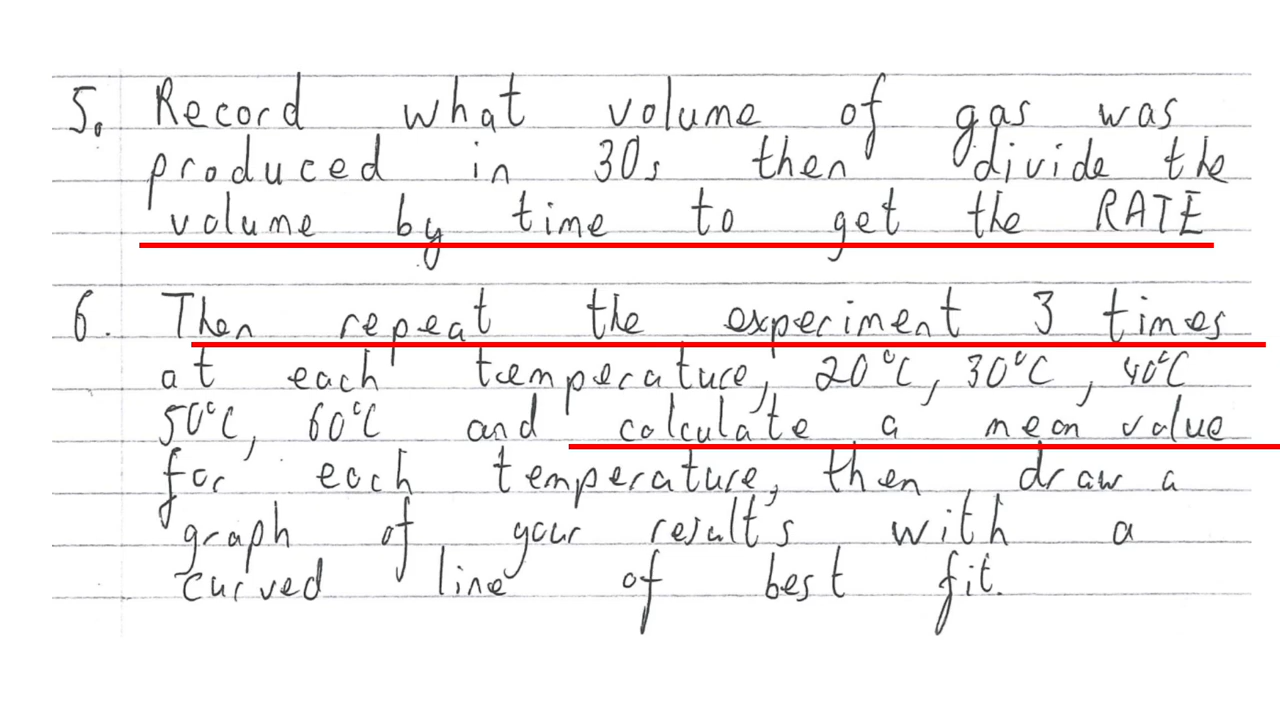 5. Record what volume of gas was
produced in 30s then divide the
volume by time to get the RATE
6. Then repeat the experiment 3 times
at each temperature, 20°C, 30°C, 40°C
50°C, 60°C and calculate a mean value
for each temperature, then draw a
graph of your result's with a
curved line of best fit.